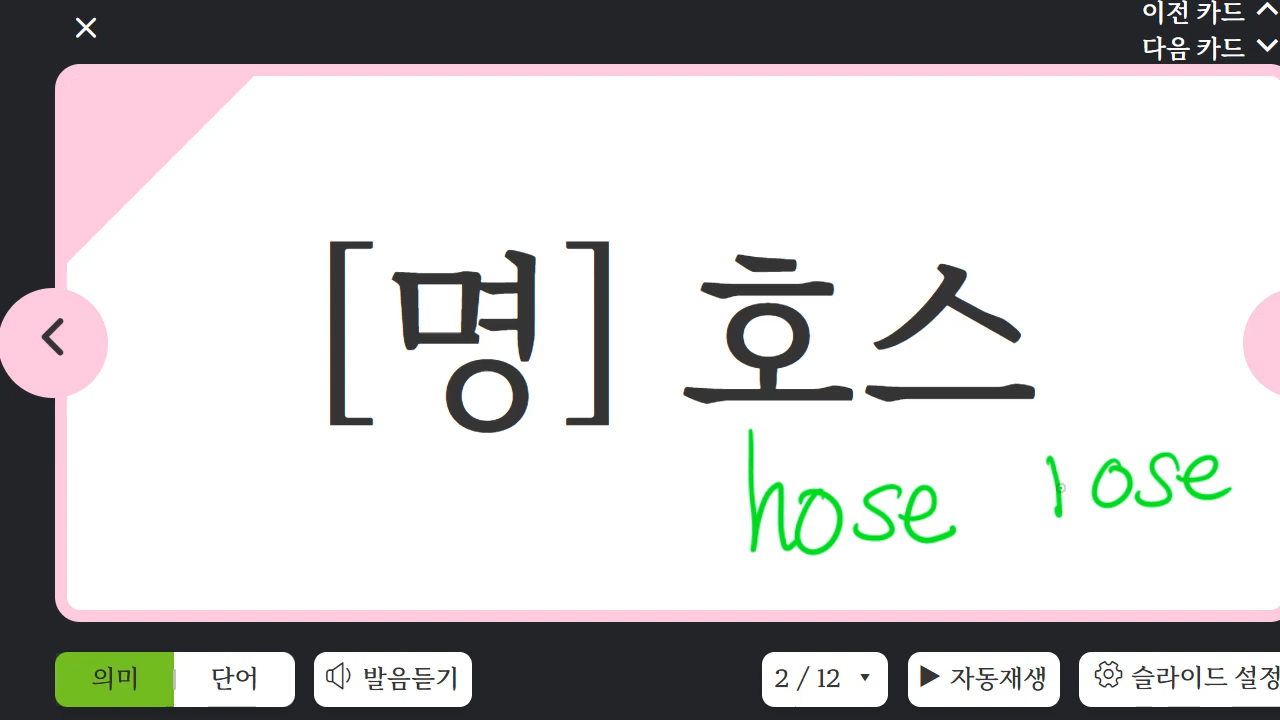 이전 카드
다음 카드
[명] 호스
hose
ose
의미 단어 발음듣기 2 / 12 자동재생 슬라이드 설정